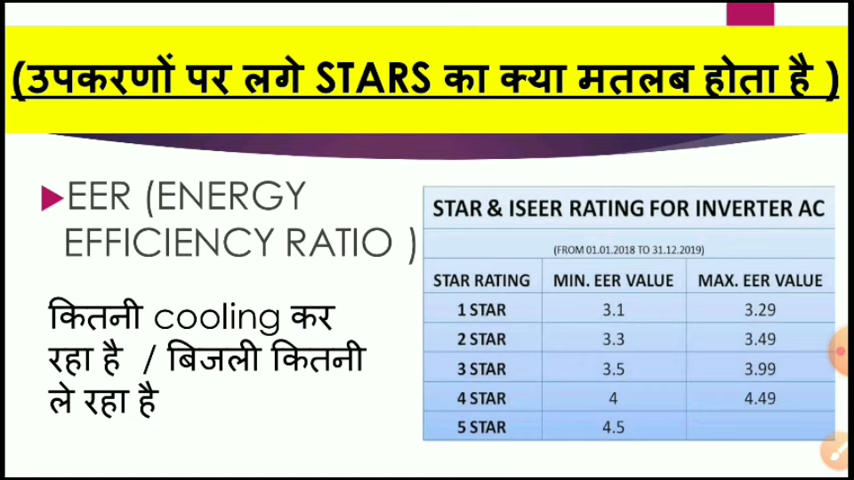 (उपकरणों पर लगे STARS का क्या मतलब होता है )
EER (ENERGY
EFFICIENCY RATIO )
कितनी cooling कर
रहा है / बिजली कितनी
ले रहा है
STAR & ISEER RATING FOR INVERTER AC
(FROM 01.01.2018 TO 31.12.2019)
STAR RATING MIN. EER VALUE MAX. EER VALUE
1 STAR 3.1 3.29
2 STAR 3.3 3.49
3 STAR 3.5 3.99
4 STAR 4 4.49
5 STAR 4.5